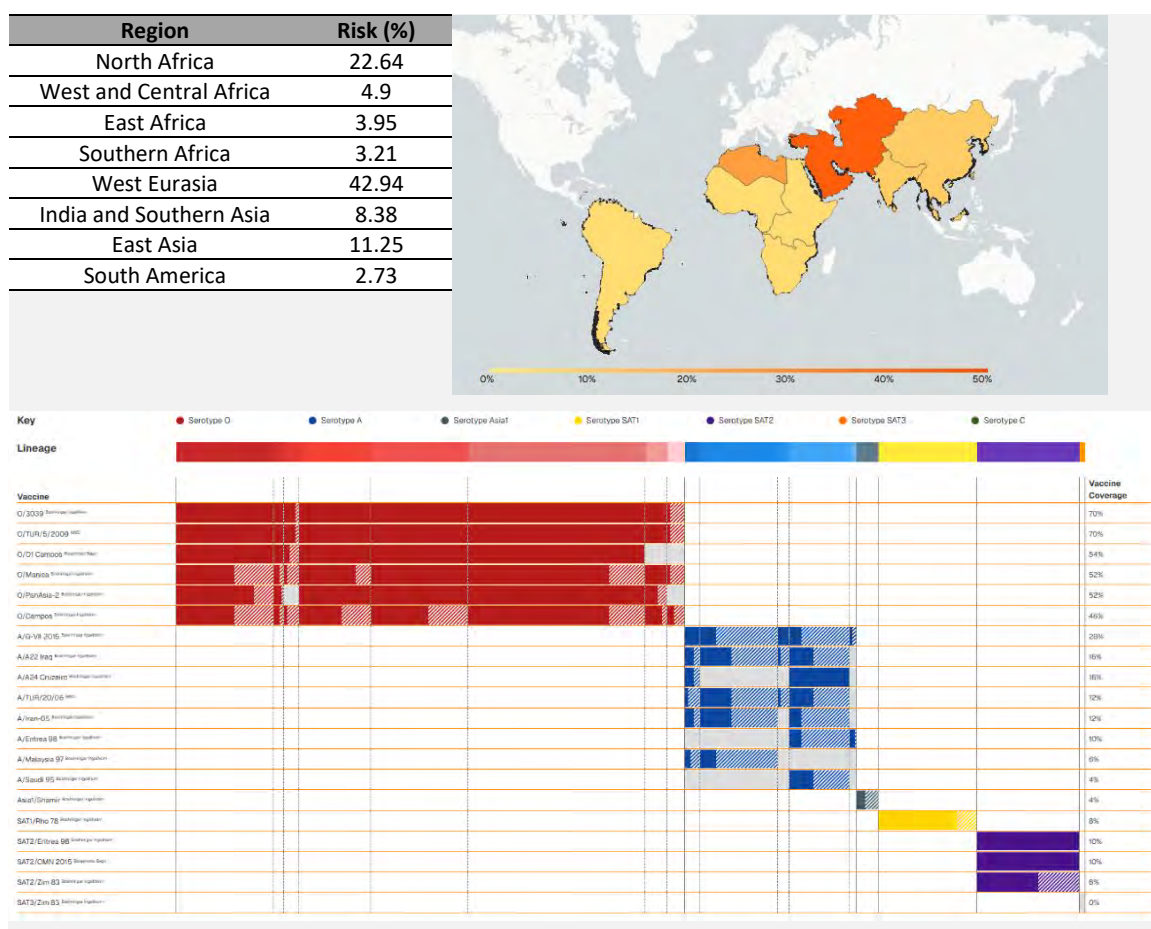 Region Risk (%)
North Africa 22.64
West and Central Africa 4.9
East Africa 3.95
Southern Africa 3.21
West Eurasia 42.94
India and Southern Asia 8.38
East Asia 11.25
South America 2.73
0% 10% 20% 30% 40% 50%
Key Serotype O Serotype A Serotype Asia1 Serotype SAT1 Serotype SAT2 Serotype SAT3 Serotype C
Lineage
Vaccine
Vaccine
Coverage
O/3039 70%
O/TUR/5/2009 70%
O/O1 Campos 54%
O/Manisa 52%
O/PanAsia-2 52%
O/Campos 46%
A/G-VII 2015 28%
A/A22 Iraq 16%
A/A24 Cruzeiro 16%
A/TUR/20/06 12%
A/Iran-05 12%
A/Eritrea 98 10%
A/Malaysia 97 6%
A/Saudi 95 4%
Asia1/Shamir 4%
SAT1/Rho 78 8%
SAT2/Eritrea 98 10%
SAT2/CMN 2015 10%
SAT2/Zim 83 6%
SAT3/Zim 83 0%